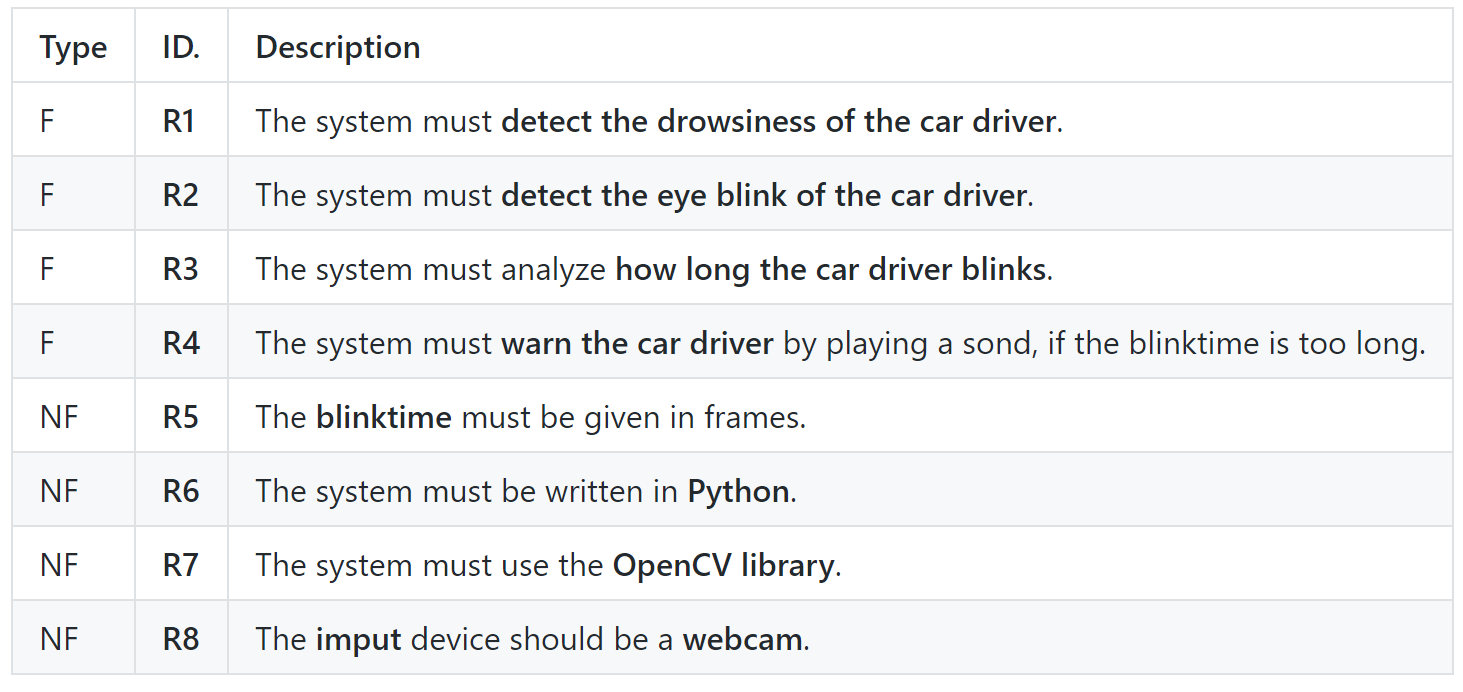 Type ID. Description
F R1 The system must detect the drowsiness of the car driver.
F R2 The system must detect the eye blink of the car driver.
F R3 The system must analyze how long the car driver blinks.
F R4 The system must warn the car driver by playing a sond, if the blinktime is too long.
NF R5 The blinktime must be given in frames.
NF R6 The system must be written in Python.
NF R7 The system must use the OpenCV library.
NF R8 The imput device should be a webcam.